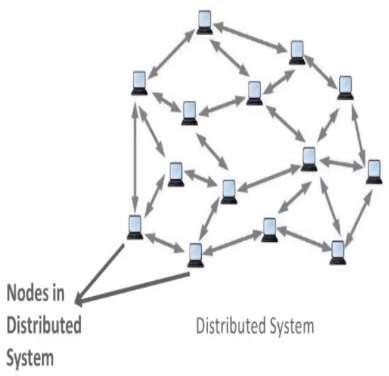 Nodes in
Distributed
System
Distributed System